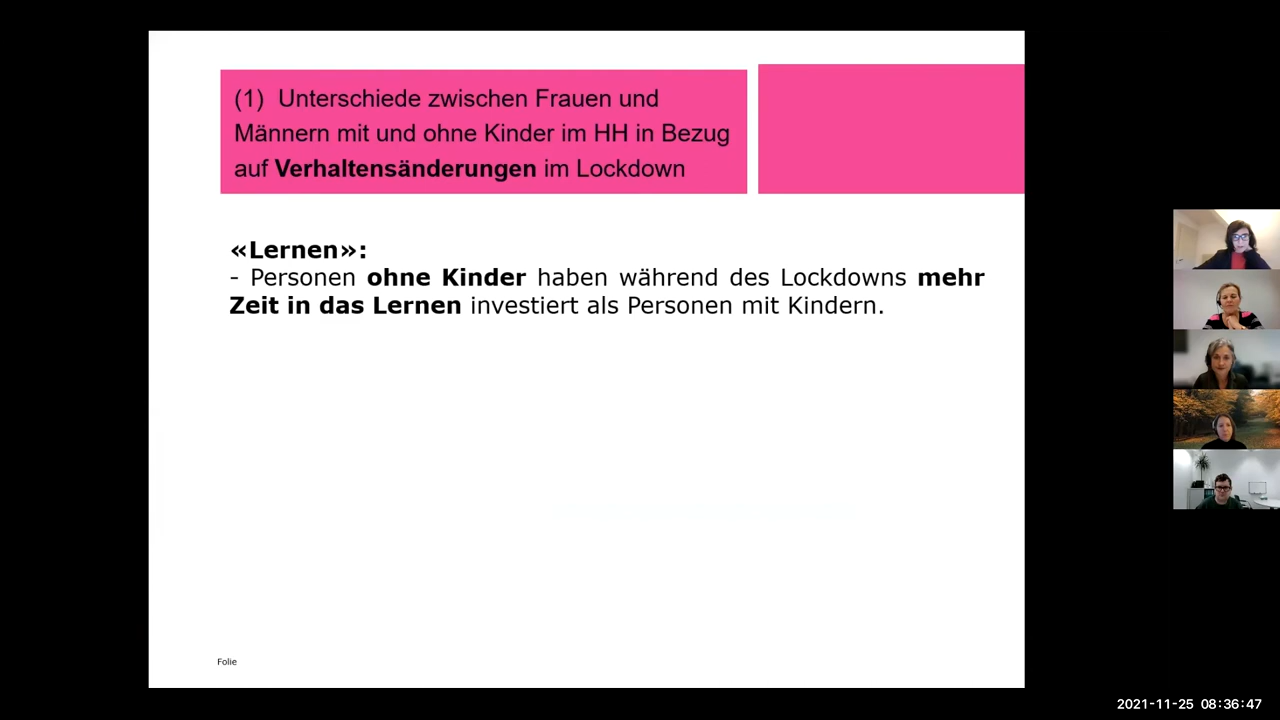 (1) Unterschiede zwischen Frauen und
Männern mit und ohne Kinder im HH in Bezug
auf Verhaltensänderungen im Lockdown
«Lernen»:
- Personen ohne Kinder haben während des Lockdowns mehr
Zeit in das Lernen investiert als Personen mit Kindern.
Folie
2021-11-25 08:36:47